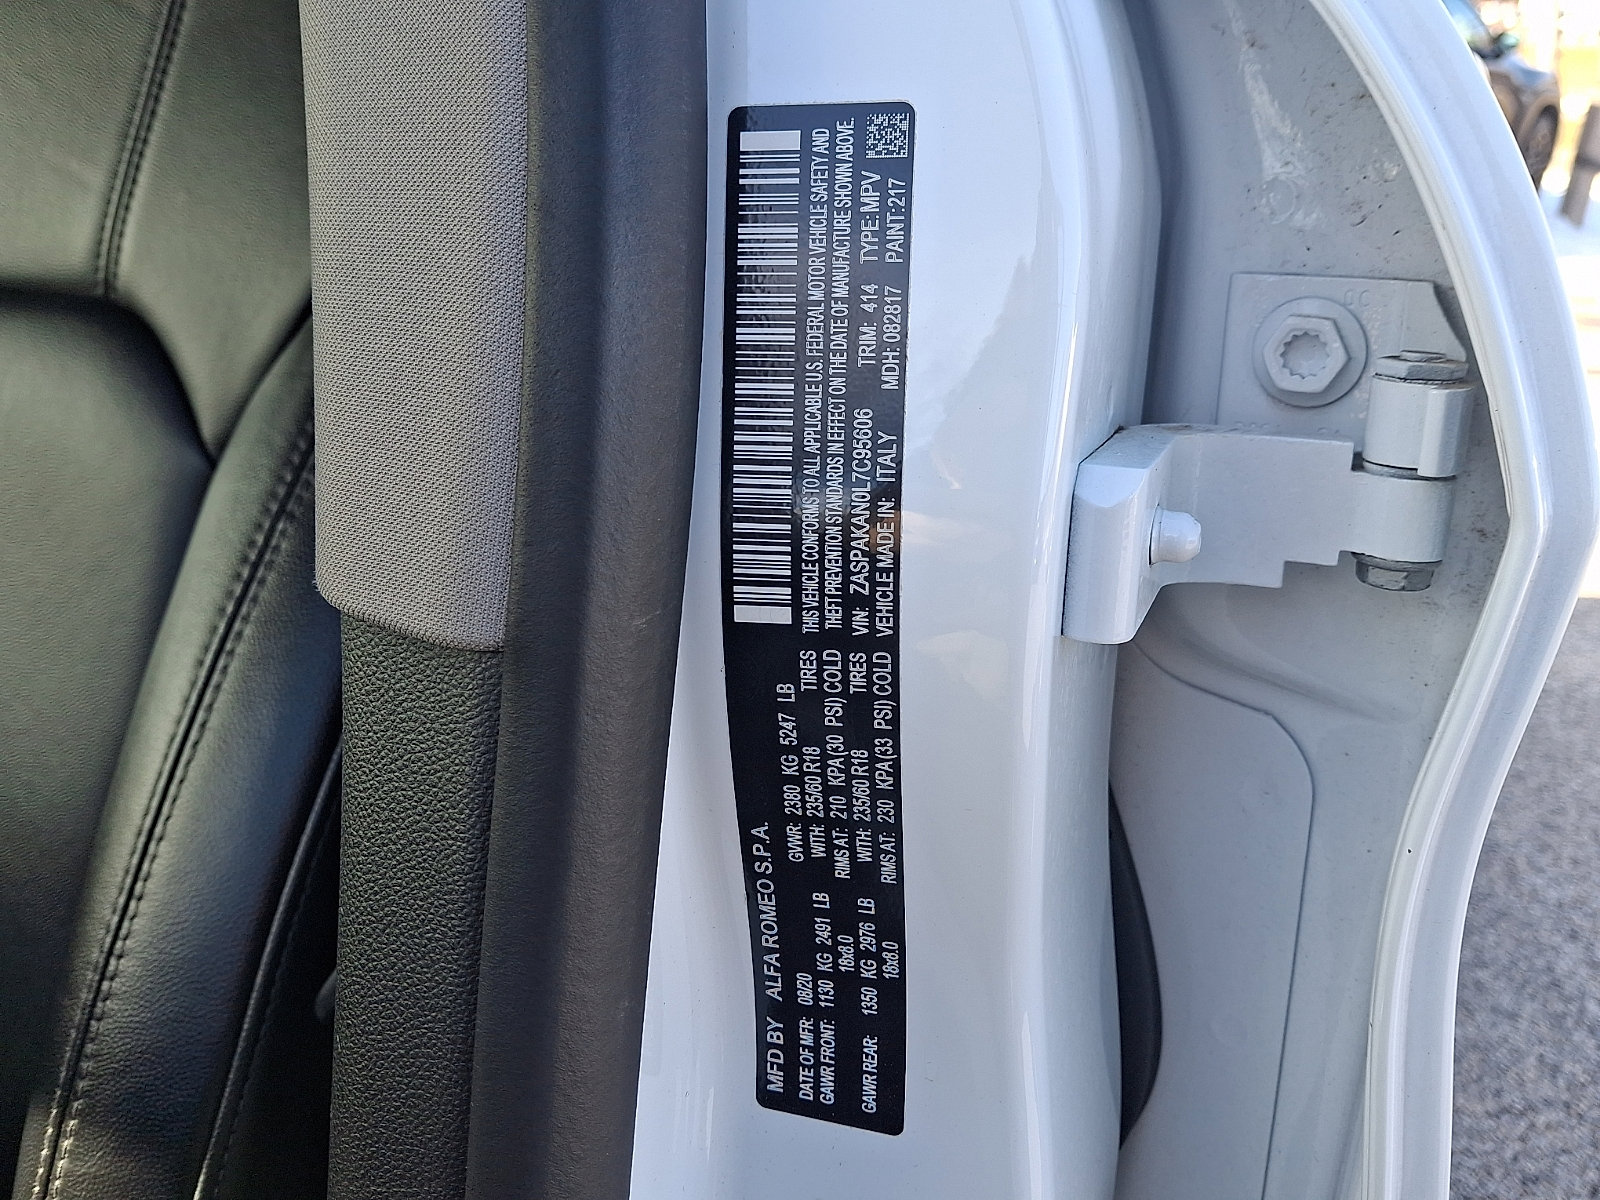 MFD BY ALFA ROMEO S.P.A.
DATE OF MFR: 08/20 GVWR: 2380 KG 5247 LB
GAWR FRONT: 1130 KG 2491 LB WITH: 235/60 R18 TIRES
18x8.0 RIMS AT: 210 KPA(30 PSI) COLD
GAWR REAR: 1350 KG 2976 LB WITH: 235/60 R18 TIRES
18x8.0 RIMS AT: 230 KPA(33 PSI) COLD
THIS VEHICLE CONFORMS TO ALL APPLICABLE U.S. FEDERAL MOTOR VEHICLE SAFETY AND
THEFT PREVENTION STANDARDS IN EFFECT ON THE DATE OF MANUFACTURE SHOWN ABOVE.
VIN: ZASPAKAN0L7C95606 TRIM: 414 TYPE: MPV
VEHICLE MADE IN: ITALY MDH: 082817 PAINT: 217